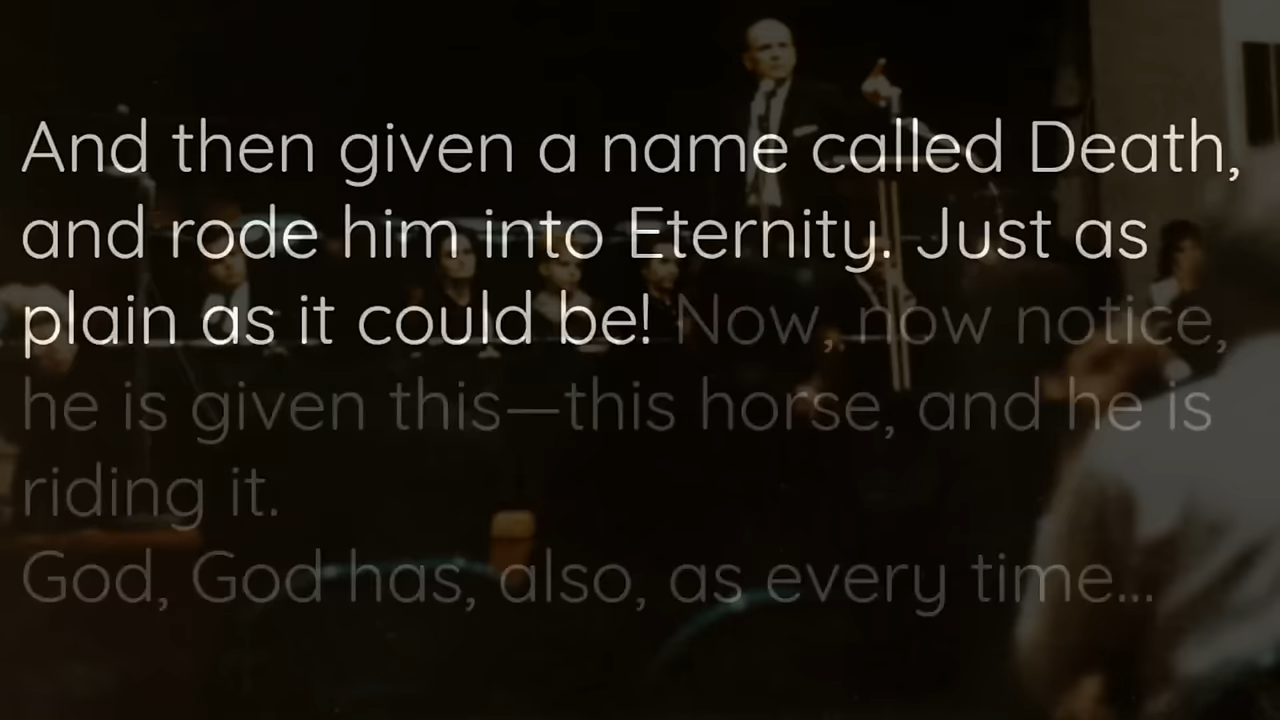 And then given a name called Death,
and rode him into Eternity. Just as
plain as it could be! Now, now notice,
he is given this—this horse, and he is
riding it.
God, God has, also, as every time...